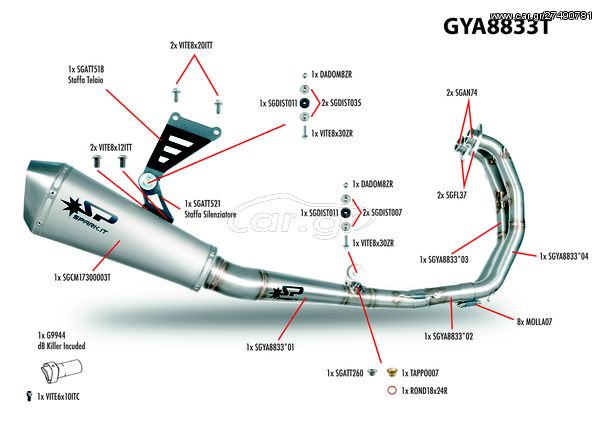 www.car.gr/27490781
GYA8833T
2x VITE8x20ITT
1x SGATT518
Staffa Telaio
1x DADOM8ZR
1x SGDIST011
2x SGDIST035
1x VITE8x30ZR
2x SGAN74
2x VITE8x12ITT
2x SGFL37
1x SGATT521
Staffa Silenziatore
1x DADOM8ZR
1x SGDIST011
2x SGDIST007
1x VITE8x30ZR
SP
SPARK.IT
car.gr
1x SGYA8833"03
1x SGYA8833"04
1x SGCM17300003T
SP
1x SGYA8833"01
1x SGYA8833"02
8x MOLLA07
1x G9944
dB Killer Incuded
1x SGATT260
1x TAPPO007
1x ROND18x24R
1x VITE6x10ITC